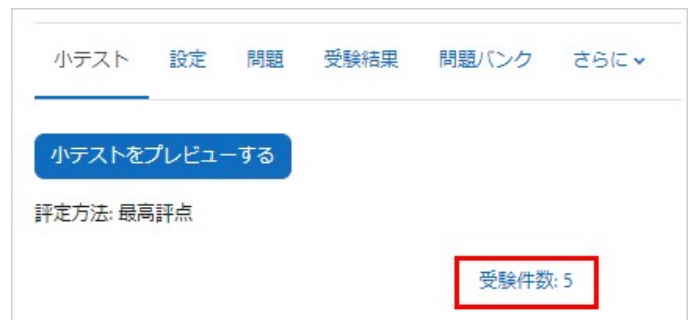 小テスト 設定 問題 受験結果 問題バンク さらに
小テストをプレビューする
評定方法: 最高評点
受験件数: 5